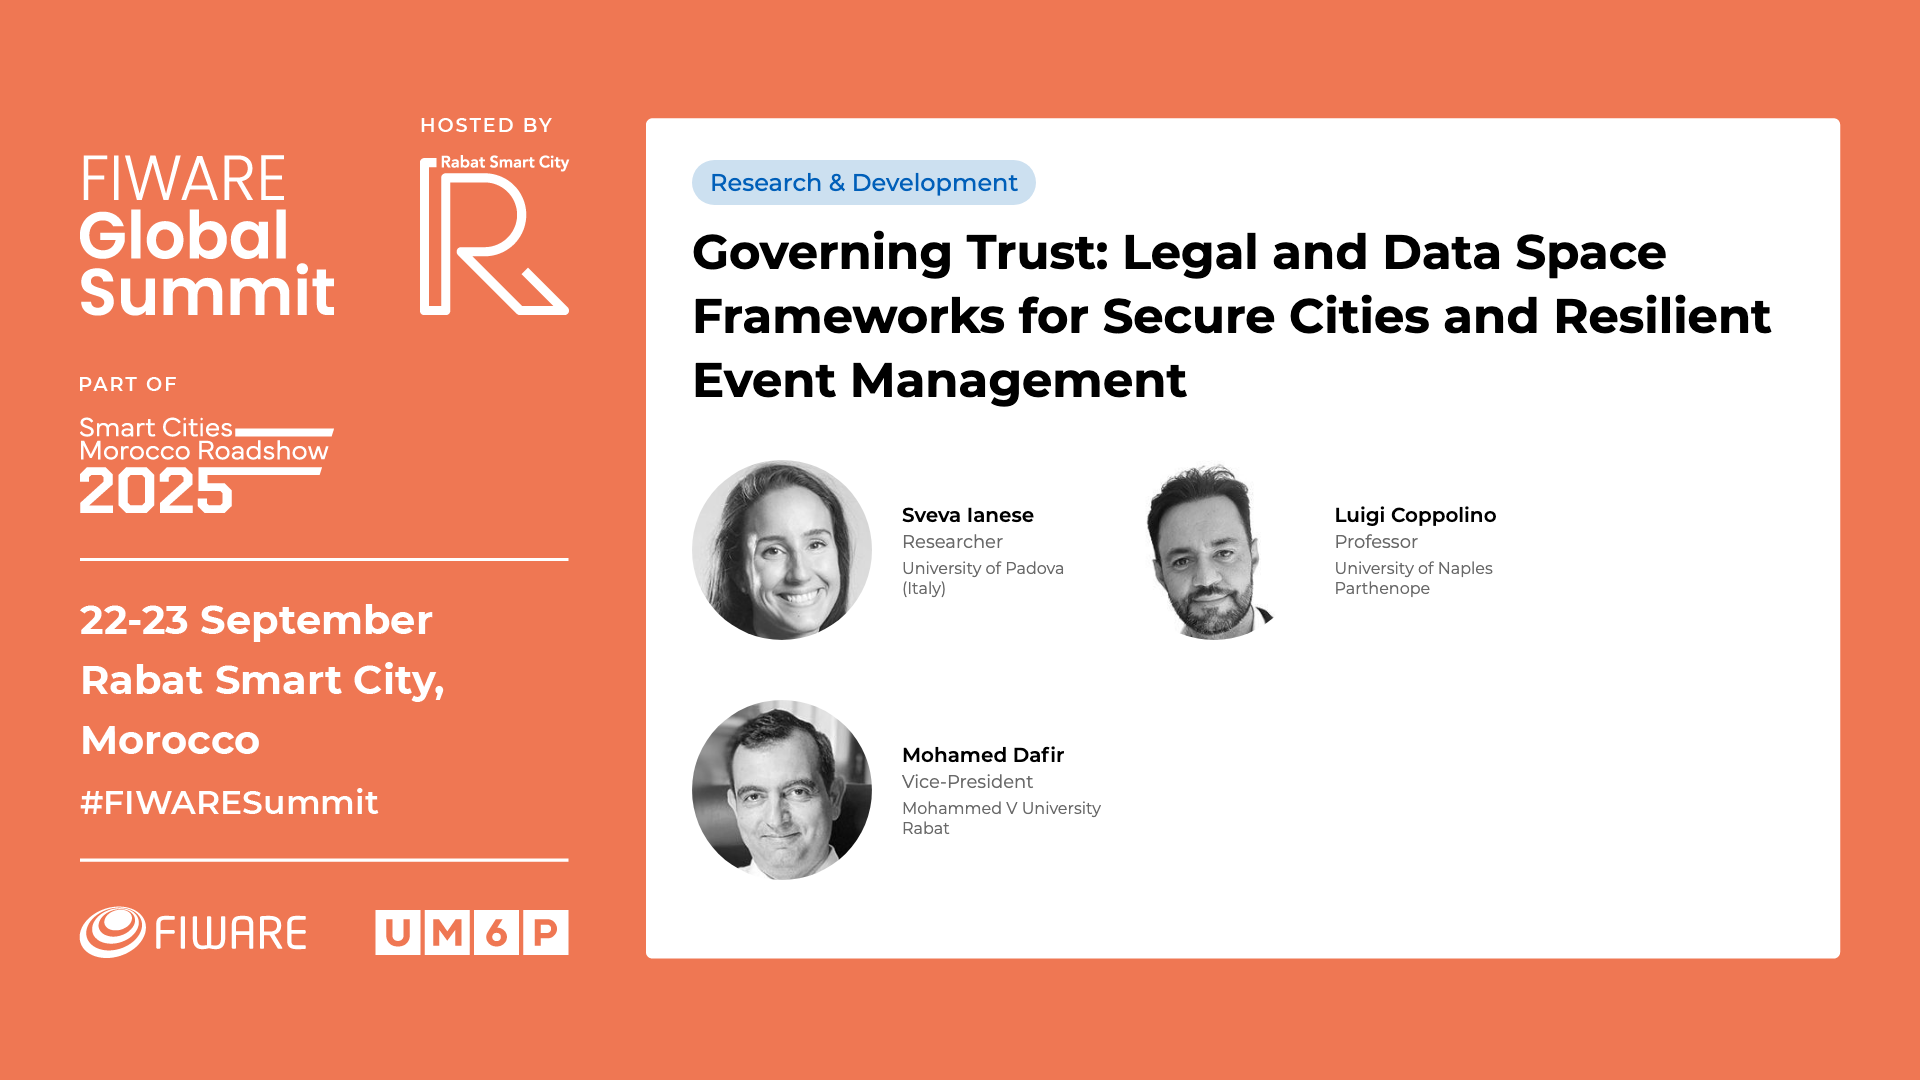 FIWARE
Global
Summit
HOSTED BY
Rabat Smart City
R
PART OF
Smart Cities
Morocco Roadshow
2025
22-23 September
Rabat Smart City,
Morocco
#FIWARESummit
FIWARE
UM6P
Research & Development
Governing Trust: Legal and Data Space
Frameworks for Secure Cities and Resilient
Event Management
Sveva Ianese
Researcher
University of Padova
(Italy)
Luigi Coppolino
Professor
University of Naples
Parthenope
Mohamed Dafir
Vice-President
Mohammed V University
Rabat